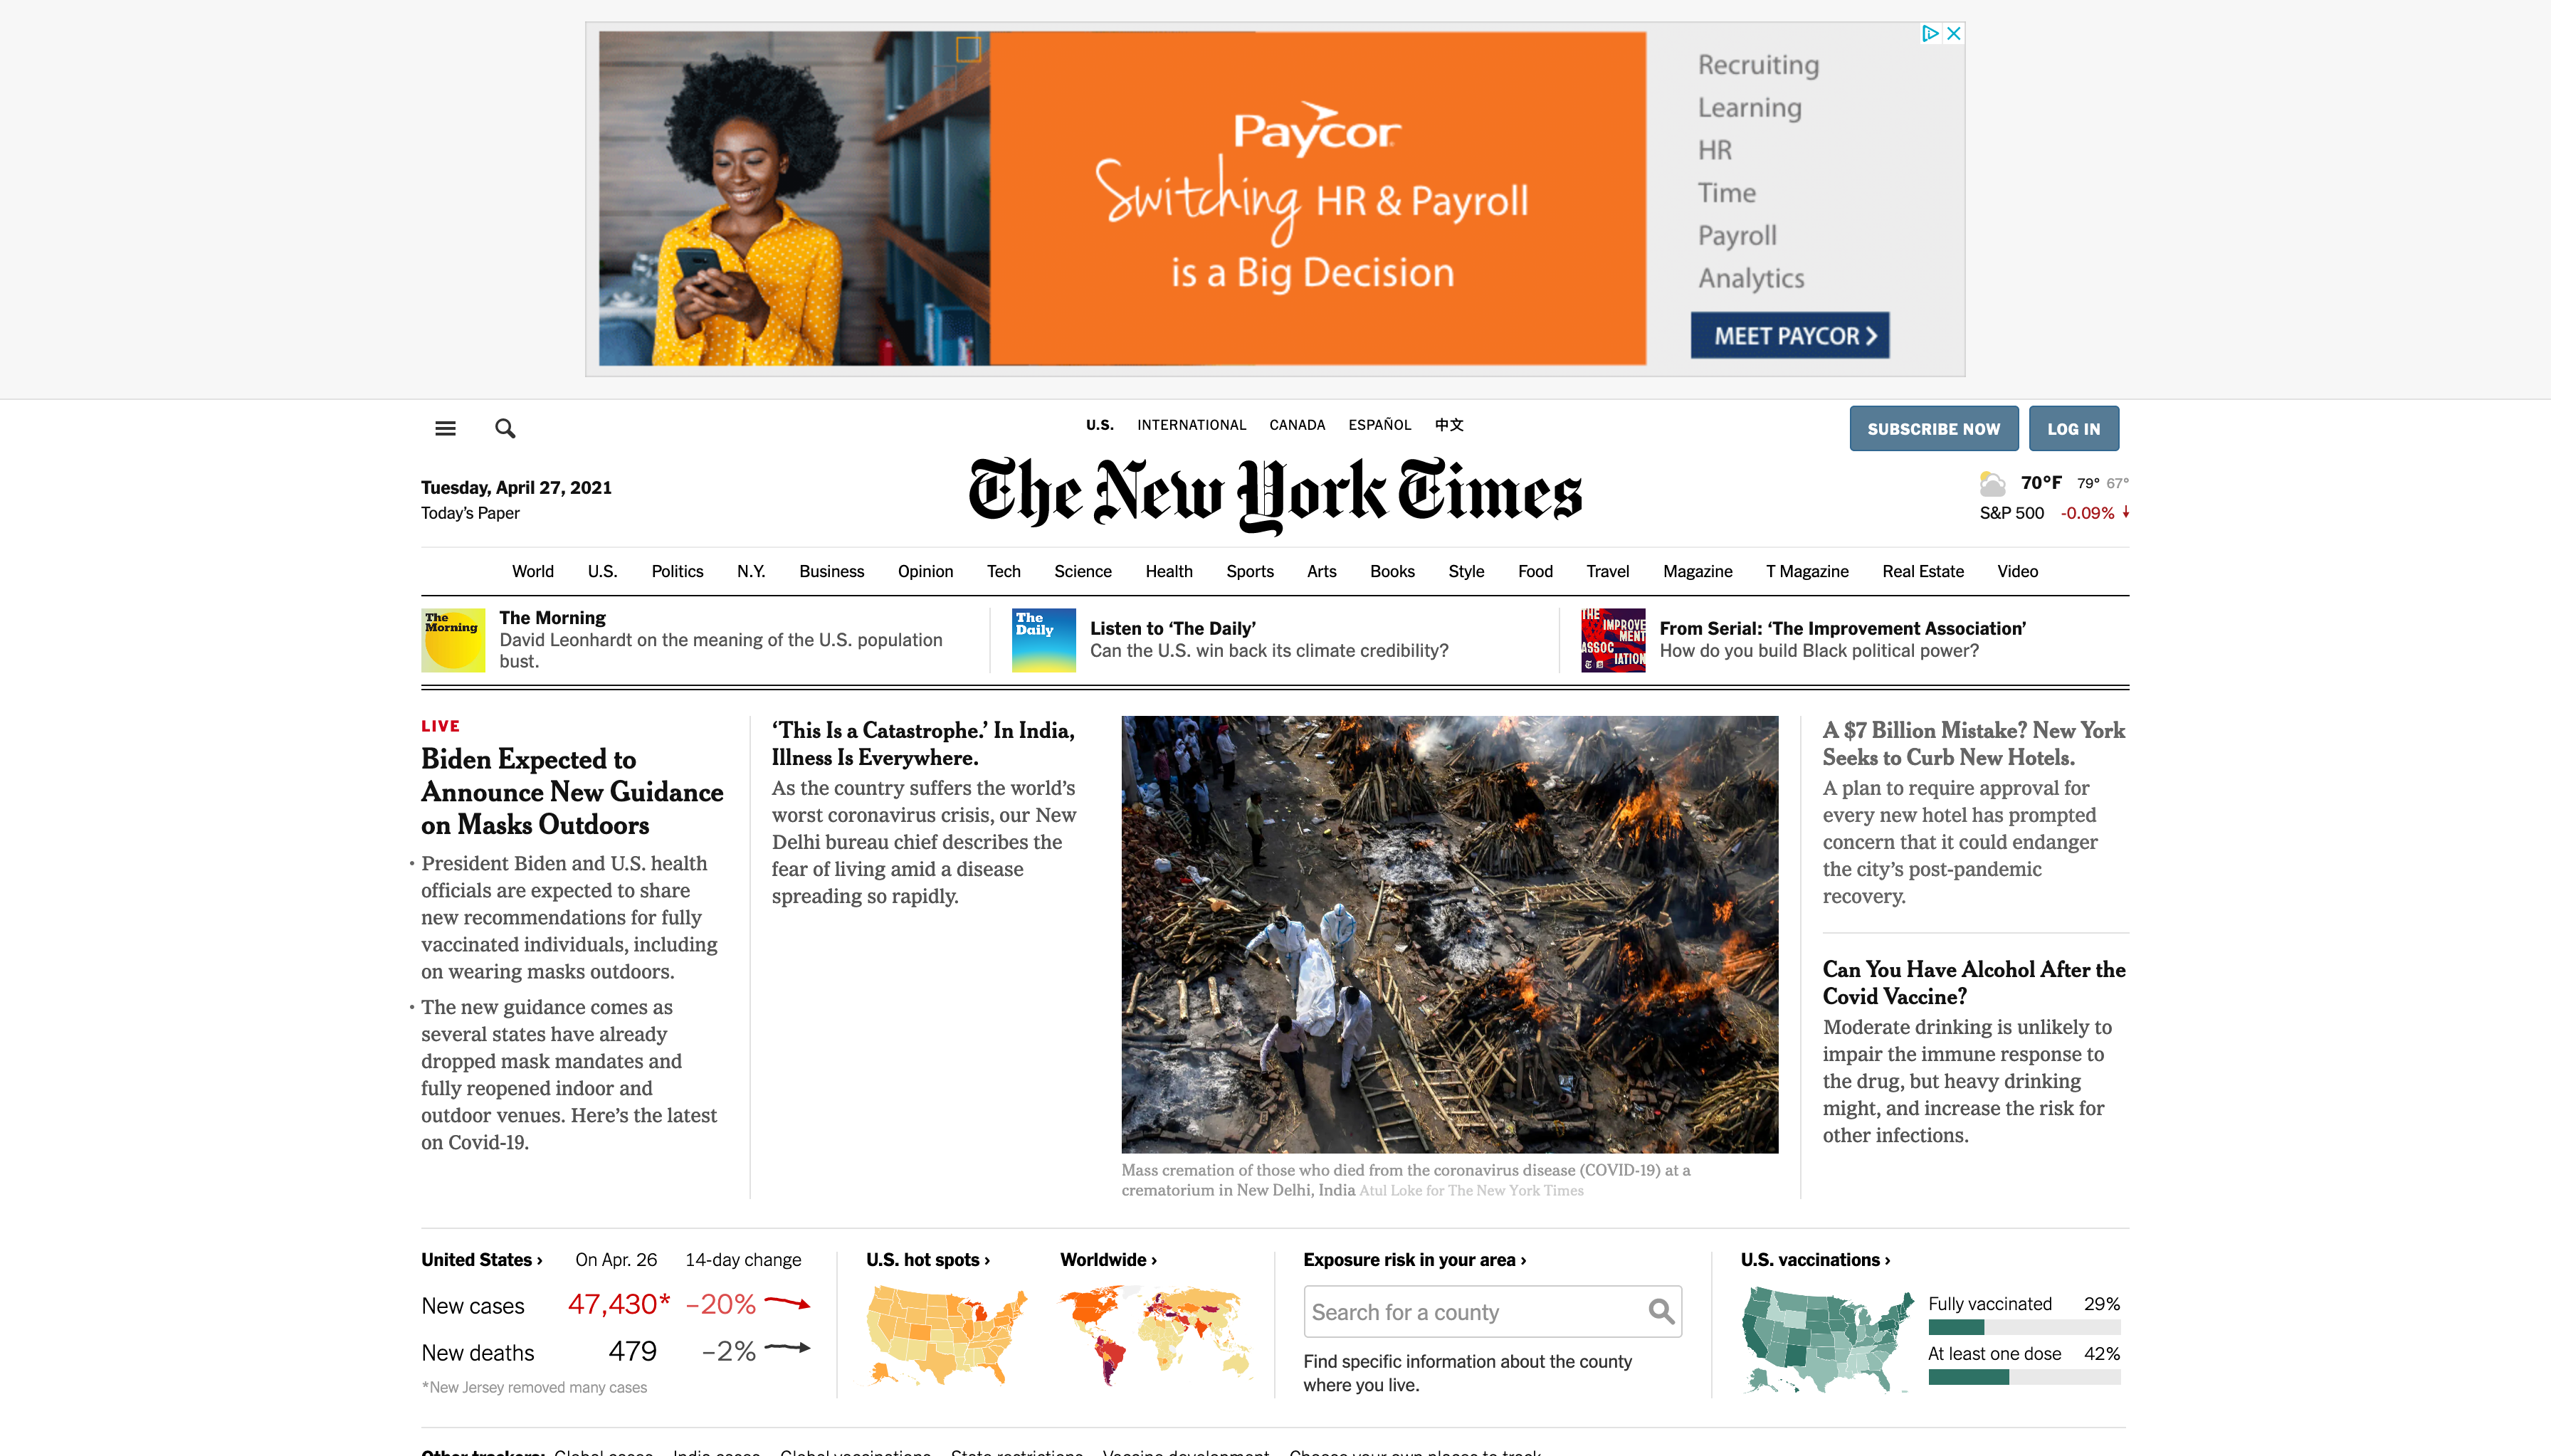 Paycor
Switching HR & Payroll
is a Big Decision
Recruiting
Learning
HR
Time
Payroll
Analytics
MEET PAYCOR
U.S. INTERNATIONAL CANADA ESPAÑOL 中文
SUBSCRIBE NOW
LOG IN
Tuesday, April 27, 2021
Today's Paper
The New York Times
70°F 79° 67°
S&P 500 -0.09% ↓
World U.S. Politics N.Y. Business Opinion Tech Science Health Sports Arts Books Style Food Travel Magazine T Magazine Real Estate Video
The
Morning
The Morning
David Leonhardt on the meaning of the U.S. population
bust.
The
Daily
Listen to ‘The Daily’
Can the U.S. win back its climate credibility?
THE
IMPROVE
MENT
ASSOC
IATION
From Serial: ‘The Improvement Association’
How do you build Black political power?
LIVE
Biden Expected to
Announce New Guidance
on Masks Outdoors
• President Biden and U.S. health
officials are expected to share
new recommendations for fully
vaccinated individuals, including
on wearing masks outdoors.
• The new guidance comes as
several states have already
dropped mask mandates and
fully reopened indoor and
outdoor venues. Here’s the latest
on Covid-19.
‘This Is a Catastrophe.’ In India,
Illness Is Everywhere.
As the country suffers the world’s
worst coronavirus crisis, our New
Delhi bureau chief describes the
fear of living amid a disease
spreading so rapidly.
Mass cremation of those who died from the coronavirus disease (COVID-19) at a
crematorium in New Delhi, India Atul Loke for The New York Times
A $7 Billion Mistake? New York
Seeks to Curb New Hotels.
A plan to require approval for
every new hotel has prompted
concern that it could endanger
the city’s post-pandemic
recovery.
Can You Have Alcohol After the
Covid Vaccine?
Moderate drinking is unlikely to
impair the immune response to
the drug, but heavy drinking
might, and increase the risk for
other infections.
United States › On Apr. 26 14-day change
New cases 47,430* –20%
New deaths 479 –2%
*New Jersey removed many cases
U.S. hot spots ›
Worldwide ›
Exposure risk in your area ›
Search for a county
Find specific information about the county
where you live.
U.S. vaccinations ›
Fully vaccinated 29%
At least one dose 42%
Other trackers: Global cases India cases Global vaccinations State restrictions Vaccine development Choose your own places to track